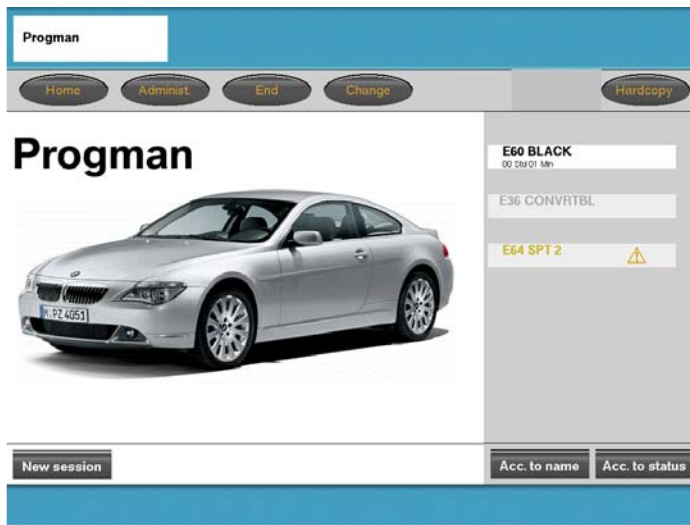 Progman
Home Administ. End Change Hardcopy
Progman
E60 BLACK
00 Std 01 Min
E36 CONVRTBL
E64 SPT 2
M PZ 4051
New session Acc. to name Acc. to status